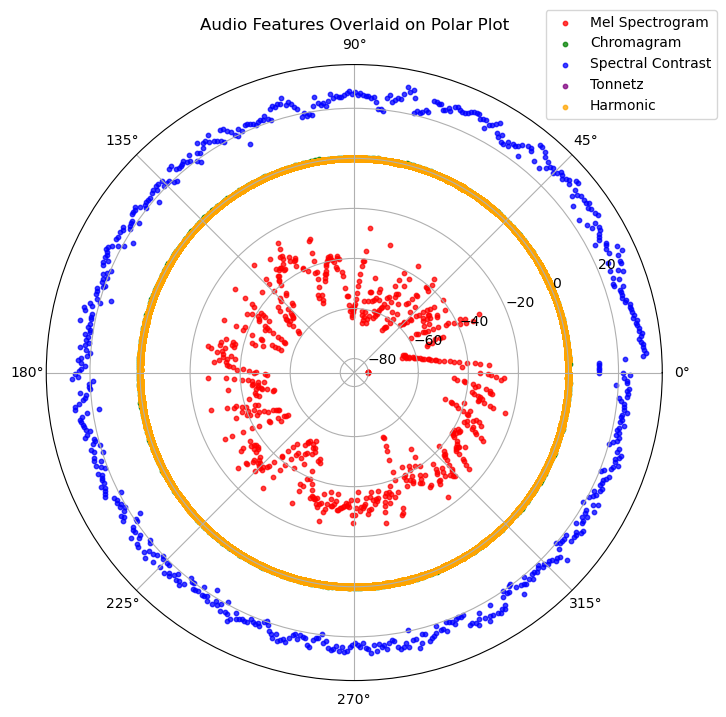 Audio Features Overlaid on Polar Plot
Mel Spectrogram
Chromagram
Spectral Contrast
Tonnetz
Harmonic
90°
135°
45°
20
0
−20
−40
−60
−80
180°
0°
225°
315°
270°